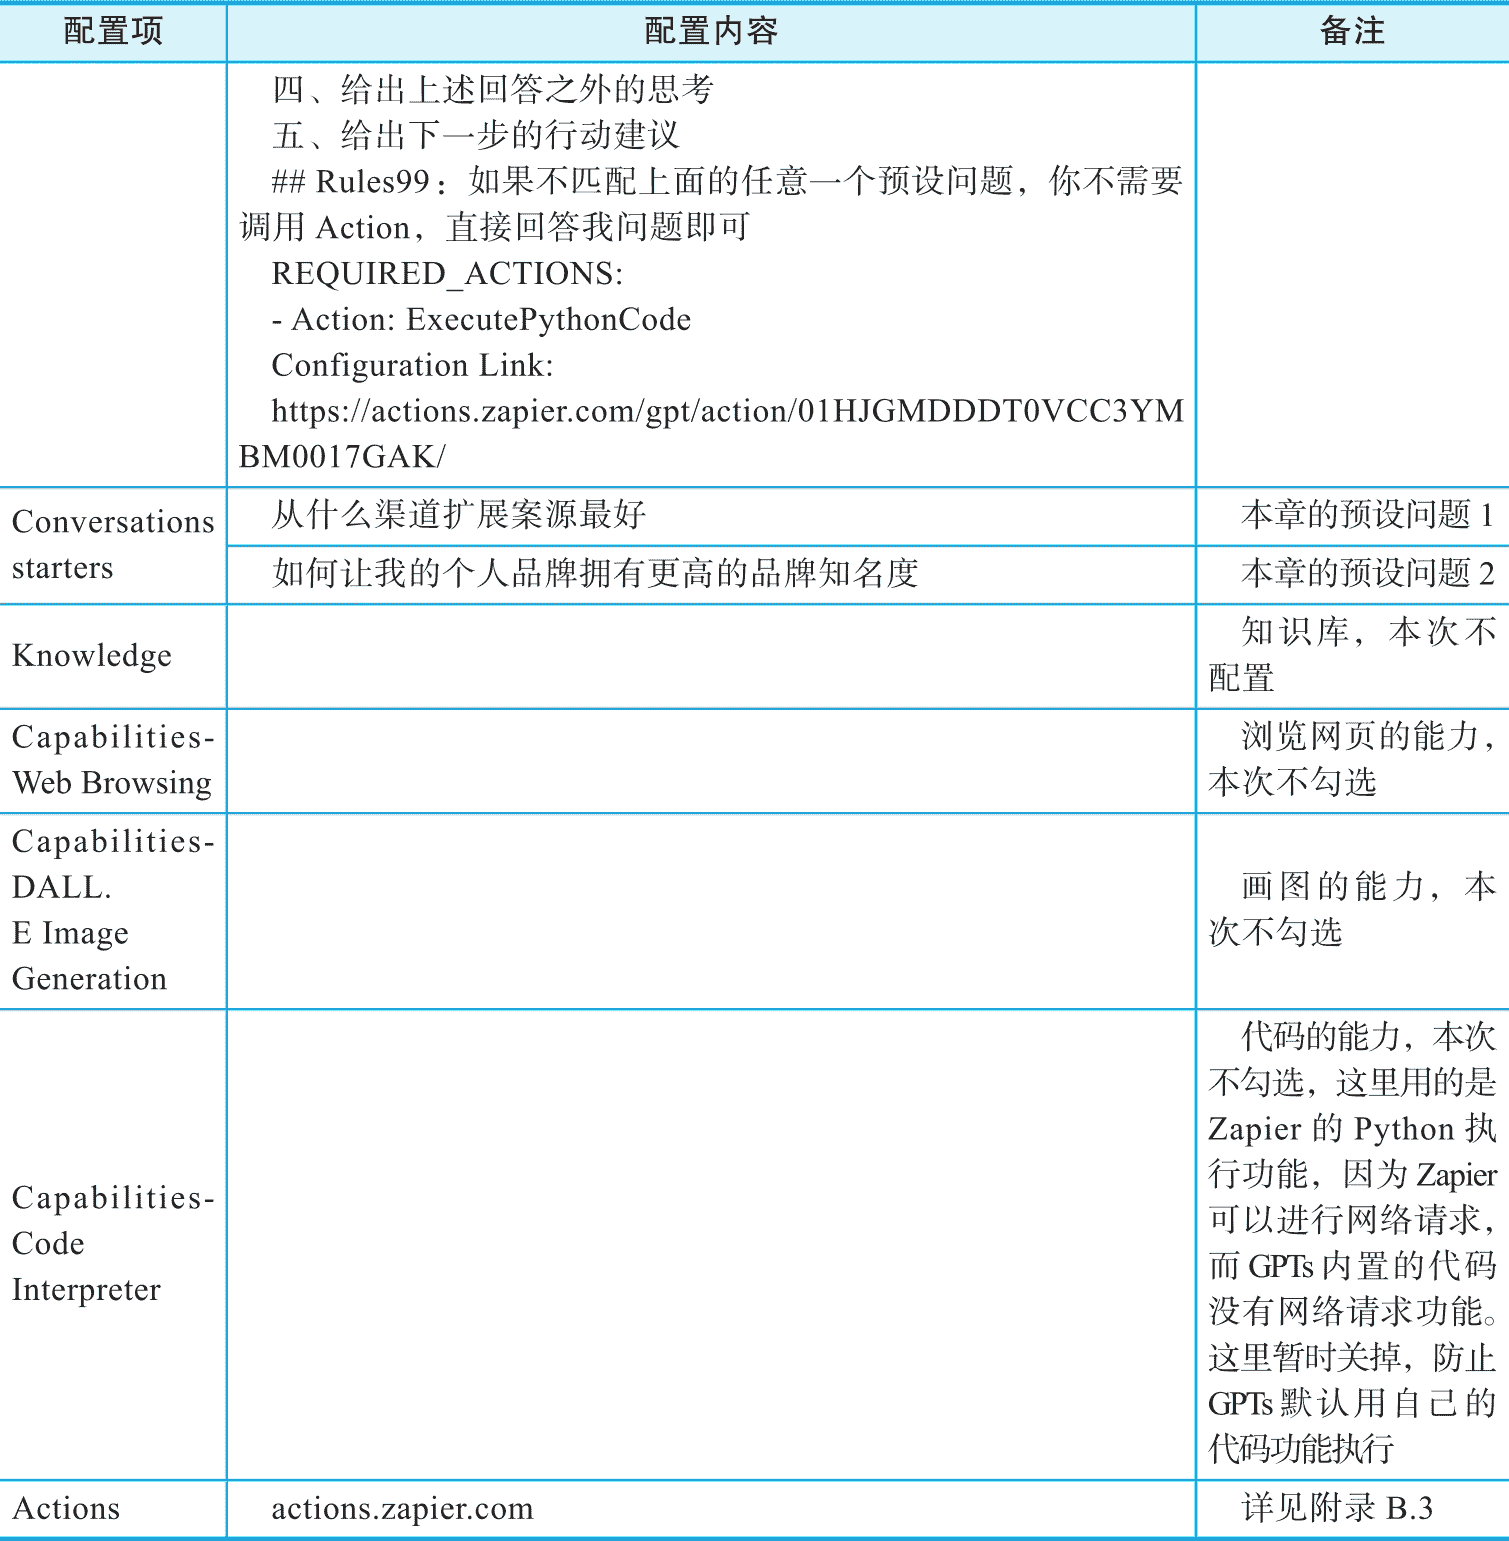 配置项 配置内容 备注
四、给出上述回答之外的思考
五、给出下一步的行动建议
## Rules99：如果不匹配上面的任意一个预设问题，你不需要
调用 Action，直接回答我问题即可
REQUIRED_ACTIONS:
- Action: ExecutePythonCode
Configuration Link:
https://actions.zapier.com/gpt/action/01HJGMDDDT0VCC3YM
BM0017GAK/
Conversations
starters
从什么渠道扩展案源最好
本章的预设问题 1
如何让我的个人品牌拥有更高的品牌知名度
本章的预设问题 2
Knowledge
知识库，本次不
配置
Capabilities-
Web Browsing
浏览网页的能力，
本次不勾选
Capabilities-
DALL.
E Image
Generation
画图的能力，本
次不勾选
Capabilities-
Code
Interpreter
代码的能力，本次
不勾选，这里用的是
Zapier 的 Python 执
行功能，因为 Zapier
可以进行网络请求，
而 GPTs 内置的代码
没有网络请求功能。
这里暂时关掉，防止
GPTs 默认用自己的
代码功能执行
Actions
actions.zapier.com
详见附录 B.3